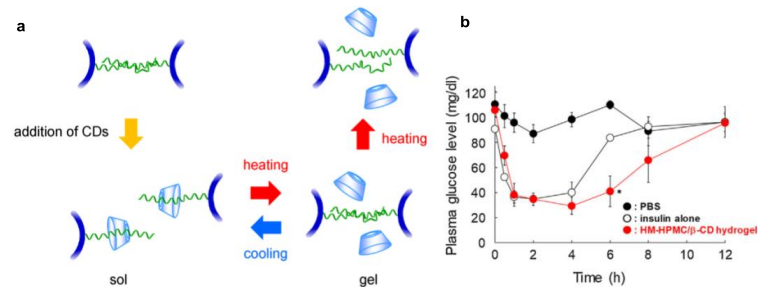 a
addition of CDs
heating
cooling
sol
gel
heating
b
Plasma glucose level (mg/dl)
120
100
80
60
40
20
0
*
: PBS
: insulin alone
: HM-HPMC/β-CD hydrogel
0 2 4 6 8 10 12
Time (h)